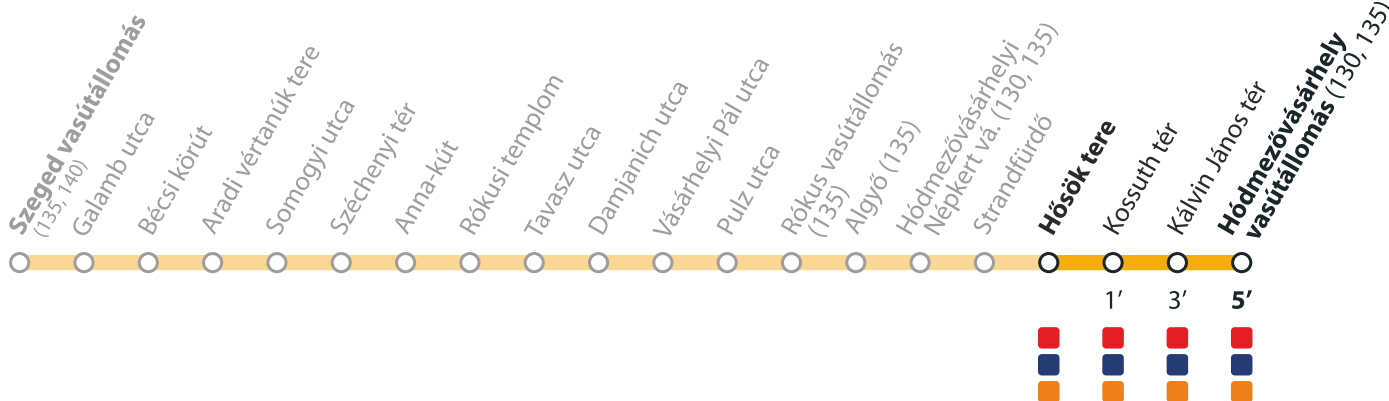 Szeged vasútállomás
(135, 140)
Galamb utca
Bécsi körút
Aradi vértanúk tere
Somogyi utca
Széchenyi tér
Anna-kút
Rókusi templom
Tavasz utca
Damjanich utca
Vásárhelyi Pál utca
Pulz utca
Rókus vasútállomás
(135)
Algyő (135)
Hódmezővásárhelyi
Népkert vá. (130, 135)
Strandfürdő
Hősök tere
Kossuth tér
Kálvin János tér
Hódmezővásárhely
vasútállomás (130, 135)
1’
3’
5’